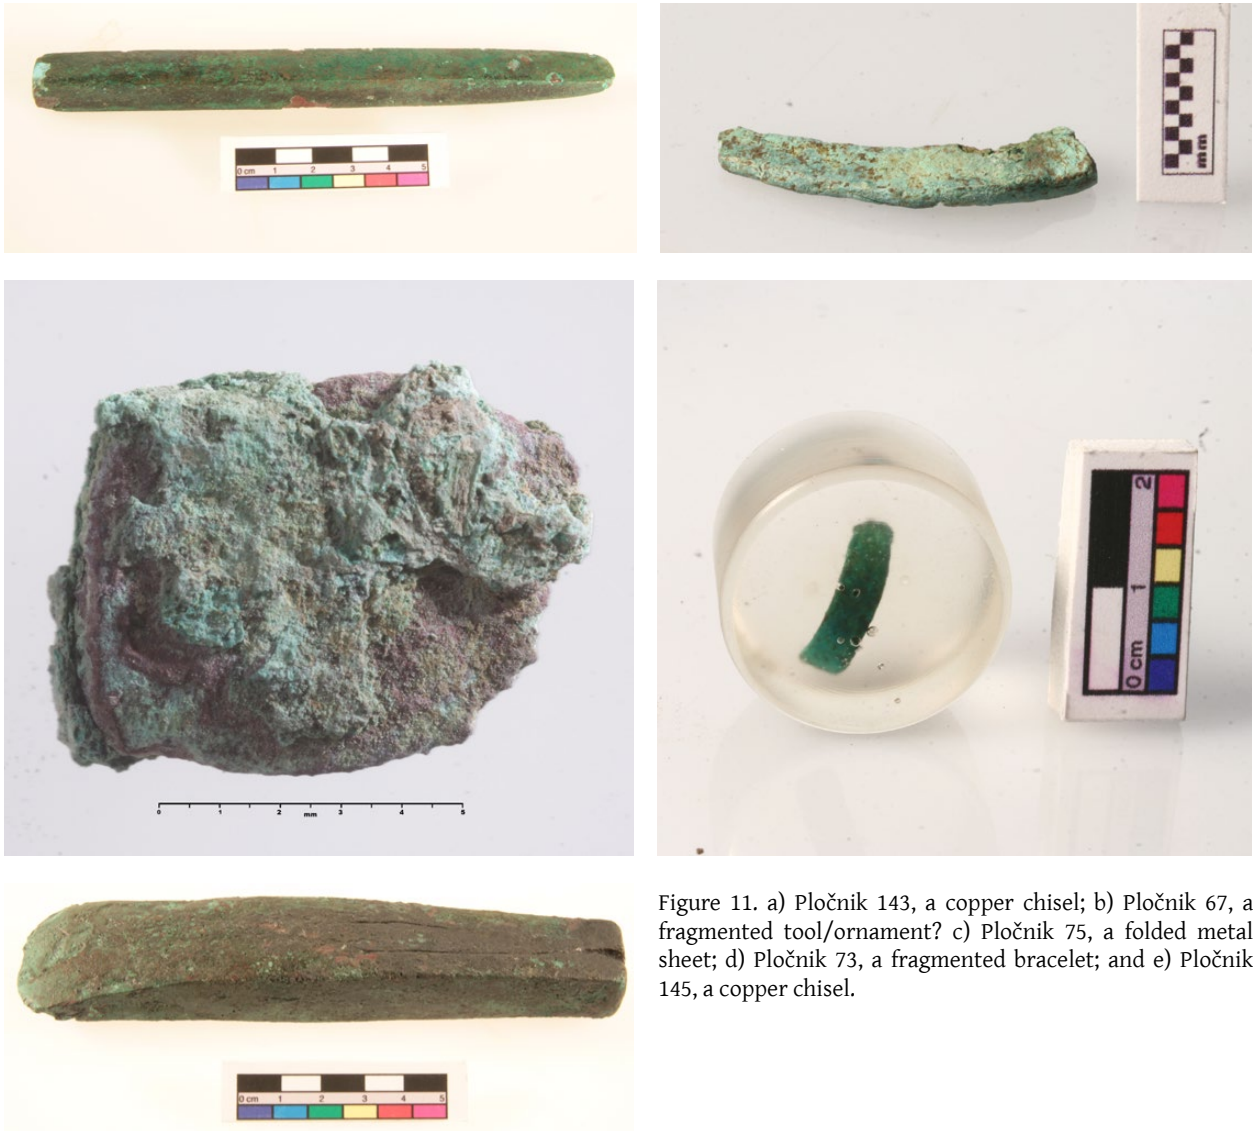 0 cm 1 2 3 4 5
mm
0 1 2 mm 3 4 5
0 cm 1 2
Figure 11. a) Pločnik 143, a copper chisel; b) Pločnik 67, a
fragmented tool/ornament? c) Pločnik 75, a folded metal
sheet; d) Pločnik 73, a fragmented bracelet; and e) Pločnik
145, a copper chisel.
0 cm 1 2 3 4 5